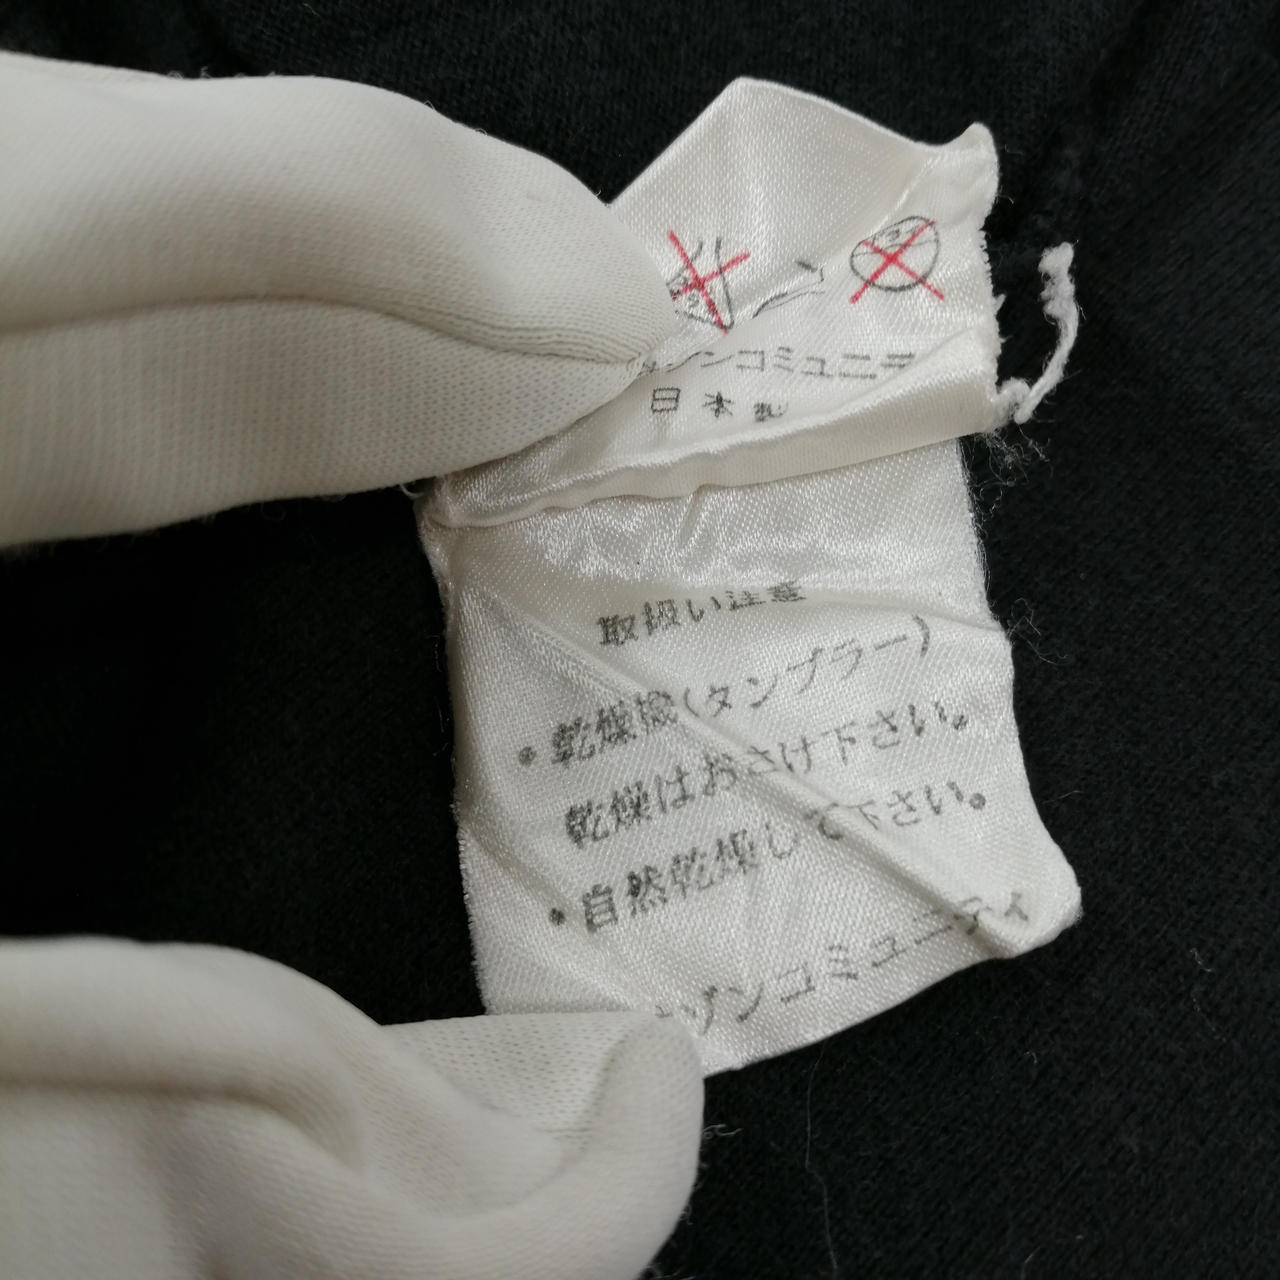 ゾンコミュニテ
日本製
取扱い注意
・乾燥機(タンブラー)
乾燥はおさけ下さい。
・自然乾燥して下さい。
ゾンコミュニティ